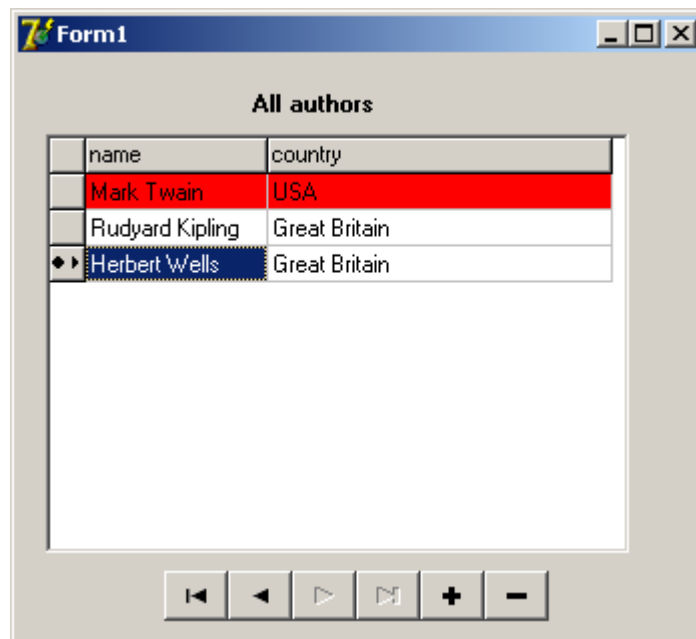 Form1
All authors
name country
Mark Twain USA
Rudyard Kipling Great Britain
Herbert Wells Great Britain